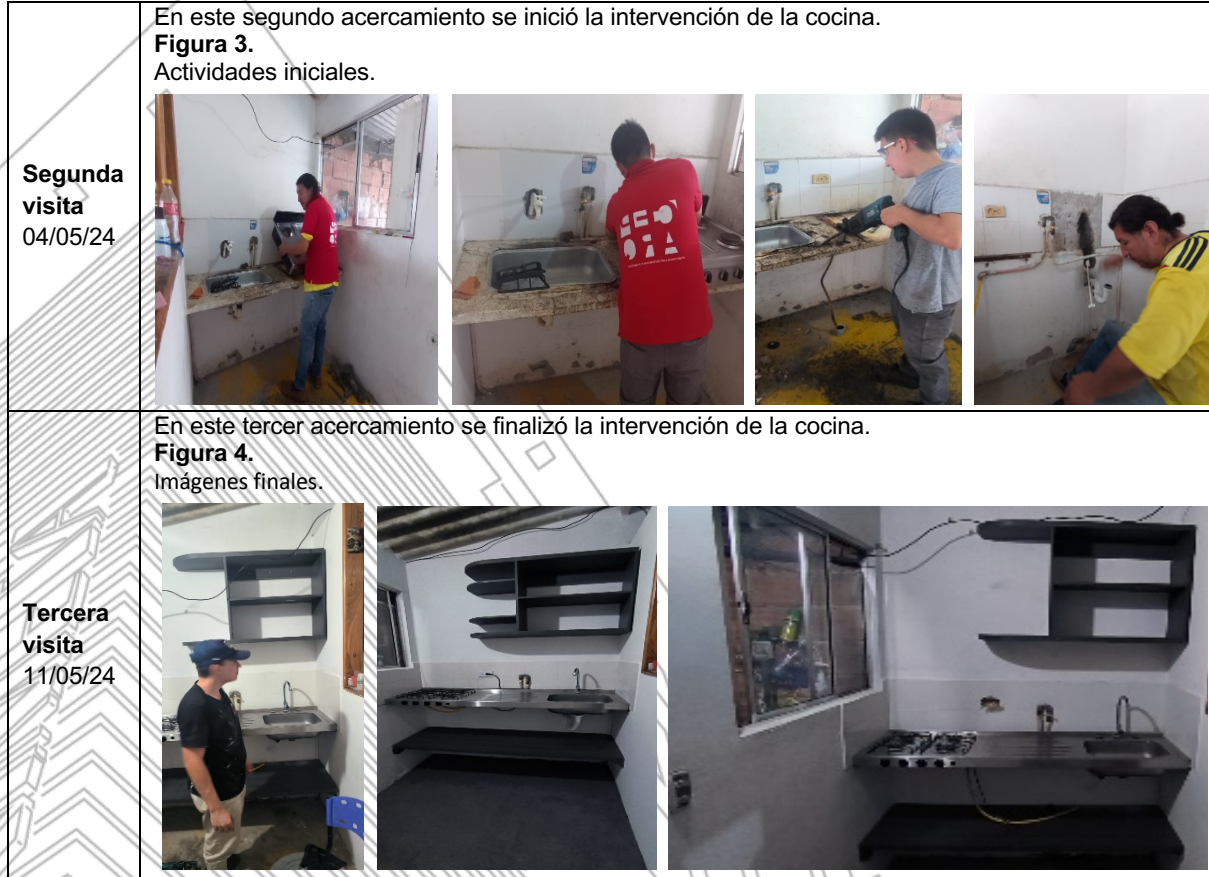 En este segundo acercamiento se inició la intervención de la cocina.
Figura 3.
Actividades iniciales.
Segunda
visita
04/05/24
En este tercer acercamiento se finalizó la intervención de la cocina.
Figura 4.
Imágenes finales.
Tercera
visita
11/05/24